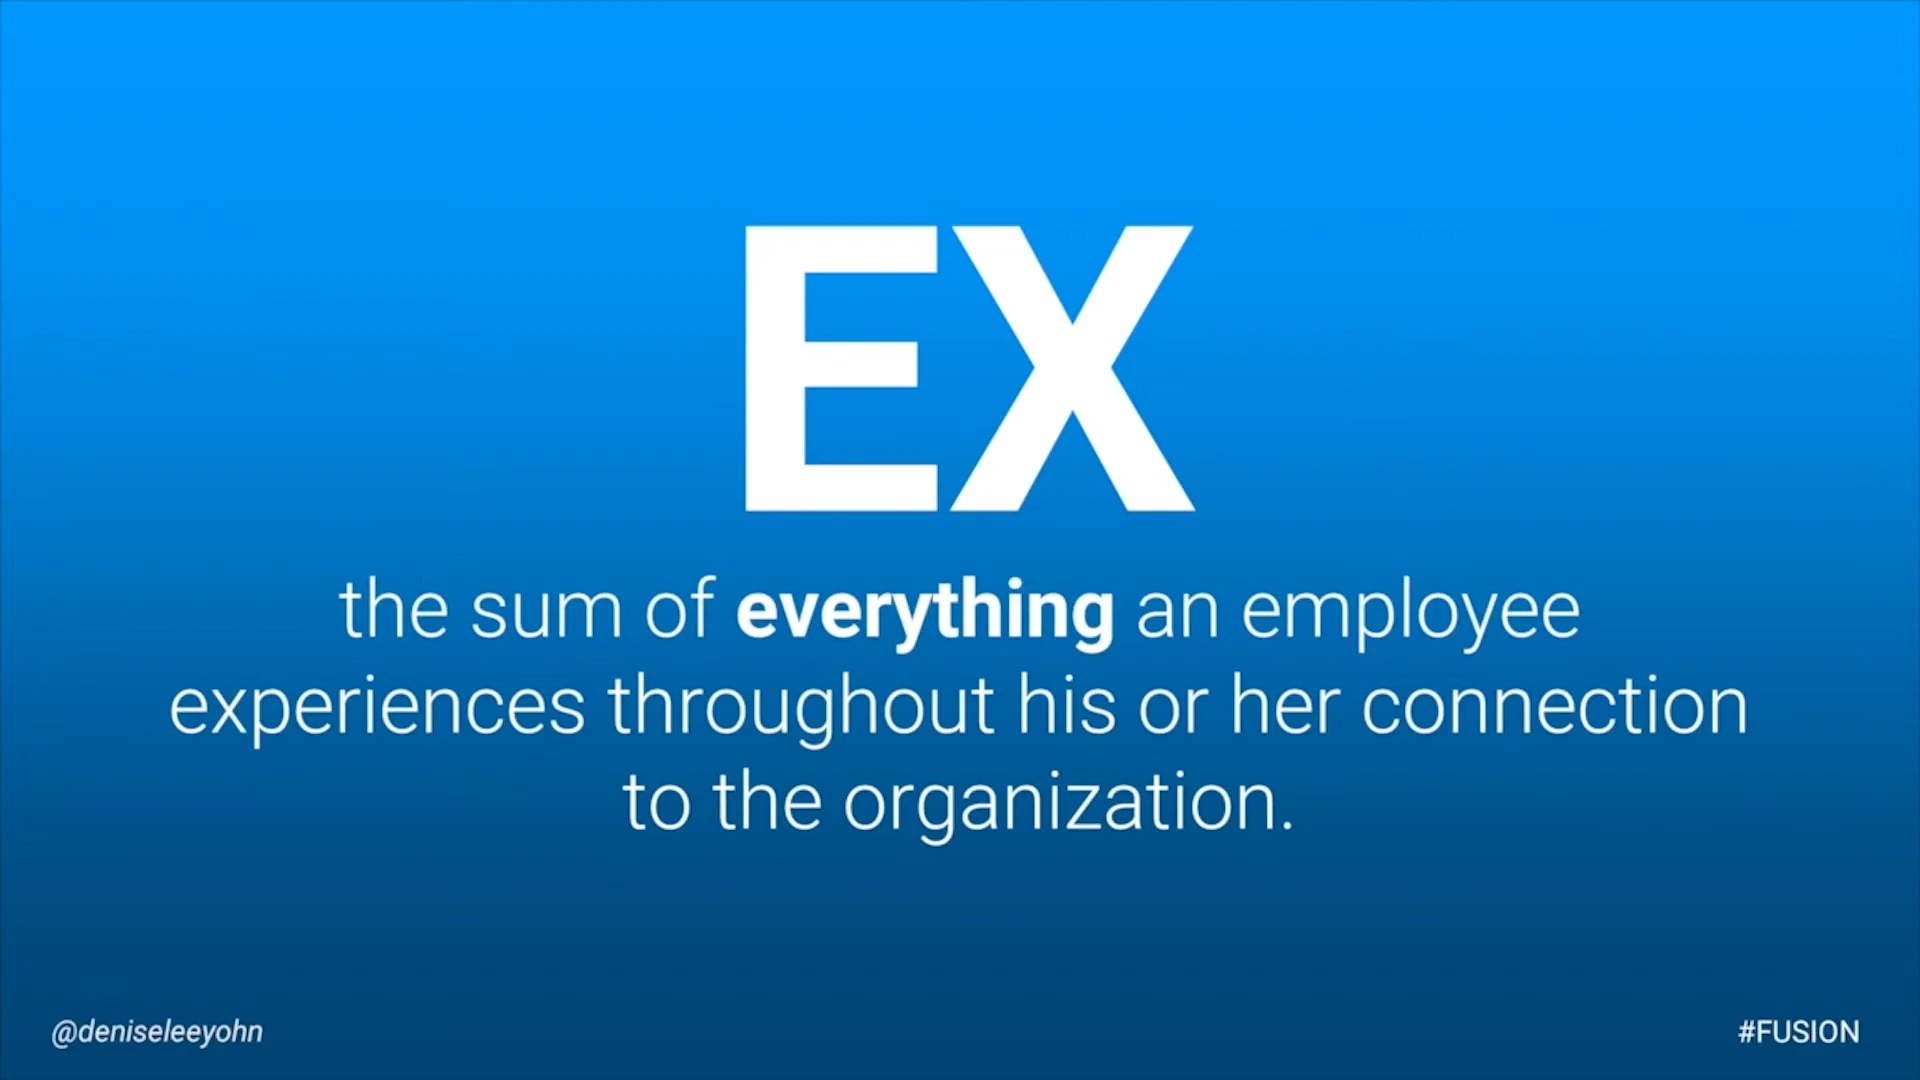 EX
the sum of everything an employee
experiences throughout his or her connection
to the organization.
@deniseleeyohn
#FUSION